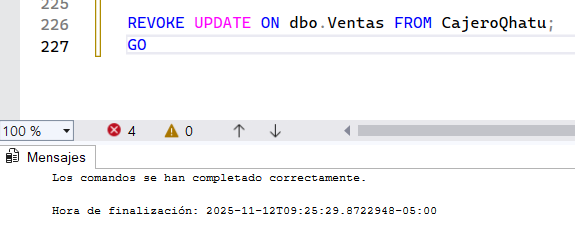 225
226 REVOKE UPDATE ON dbo.Ventas FROM CajeroQhatu;
227 GO
100 % 4 0
Mensajes
Los comandos se han completado correctamente.
Hora de finalización: 2025-11-12T09:25:29.8722948-05:00